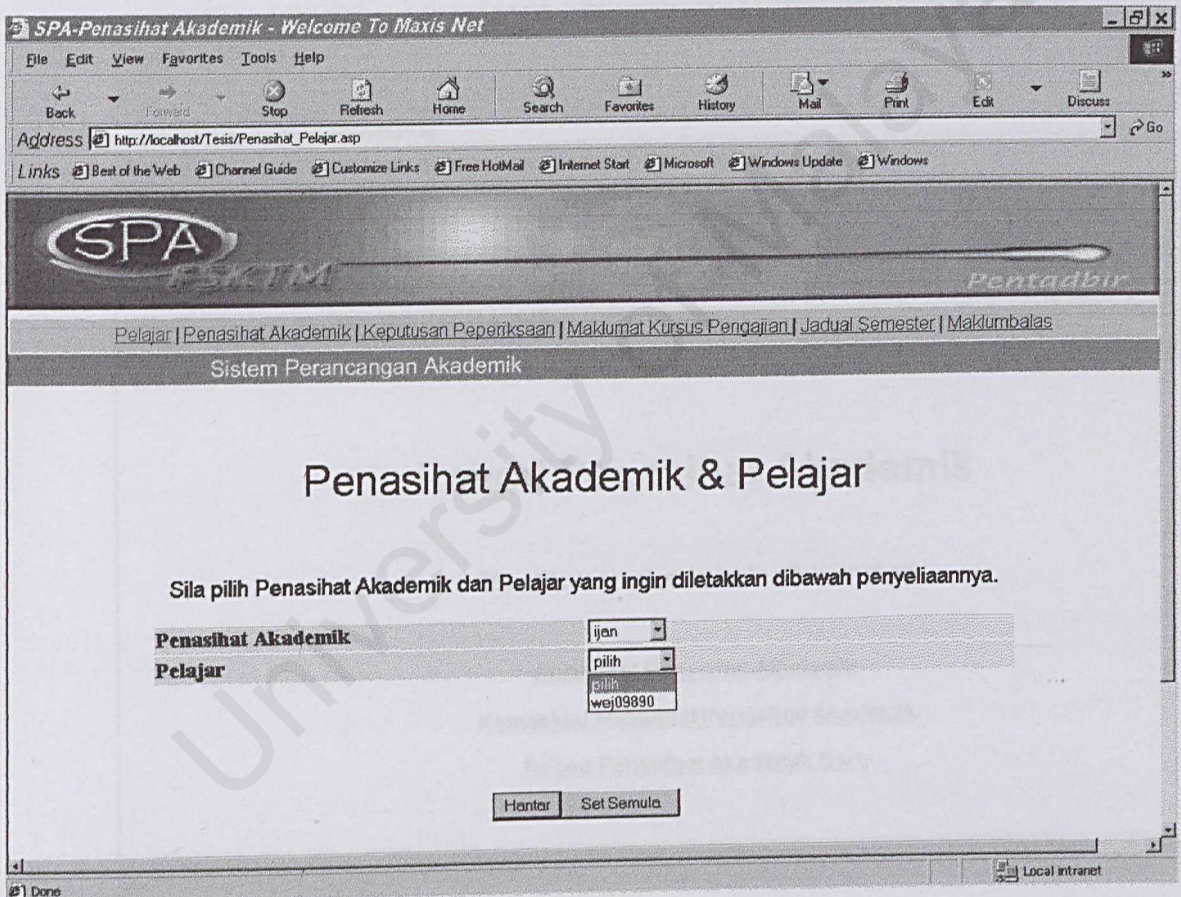 SPA-Penasihat Akademik - Welcome To Maxis Net
File Edit View Favorites Tools Help
Back Forward Stop Refresh Home Search Favorites History Mail Print Edit Discuss
Address http://localhost/Tesis/Penasihat_Pelajar.asp Go
Links Best of the Web Channel Guide Customize Links Free HotMail Internet Start Microsoft Windows Update Windows
SPA
FSKTM
Pentadbir
Pelajar | Penasihat Akademik | Keputusan Peperiksaan | Maklumat Kursus Pengajian | Jadual Semester | Maklumbalas
Sistem Perancangan Akademik
Penasihat Akademik & Pelajar
Sila pilih Penasihat Akademik dan Pelajar yang ingin diletakkan dibawah penyeliaannya.
Penasihat Akademik ijan
Pelajar pilih
pilih
wej09890
Hantar Set Semula
Done Local intranet
University of Malaya